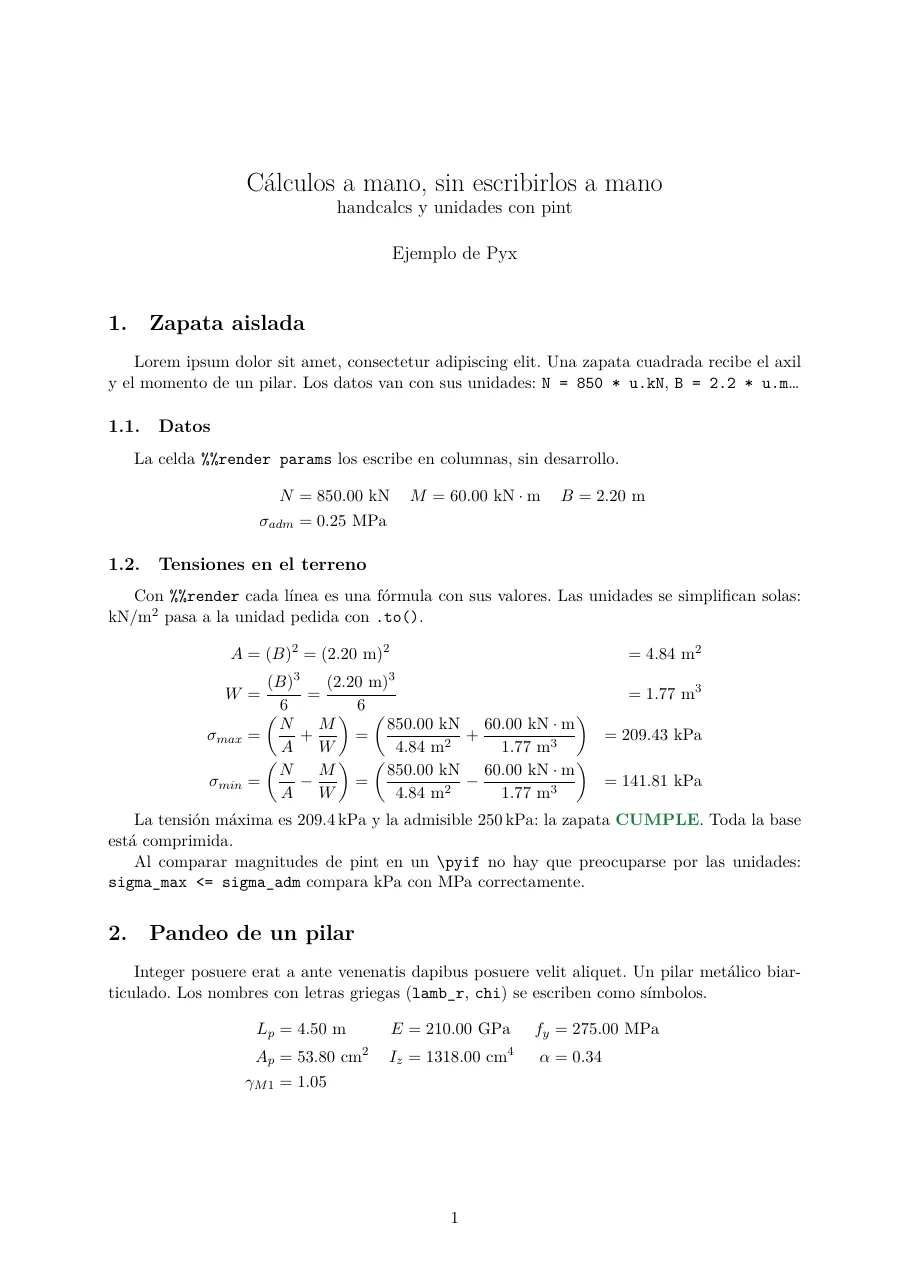 Cálculos a mano, sin escribirlos a mano
handcalcs y unidades con pint
Ejemplo de Pyx
1. Zapata aislada
Lorem ipsum dolor sit amet, consectetur adipiscing elit. Una zapata cuadrada recibe el axil
y el momento de un pilar. Los datos van con sus unidades: N = 850 * u.kN, B = 2.2 * u.m…
1.1. Datos
La celda %%render params los escribe en columnas, sin desarrollo.
N = 850.00 kN M = 60.00 kN · m B = 2.20 m
σ_adm = 0.25 MPa
1.2. Tensiones en el terreno
Con %%render cada línea es una fórmula con sus valores. Las unidades se simplifican solas:
kN/m² pasa a la unidad pedida con .to().
A = (B)² = (2.20 m)² = 4.84 m²
W = (B)³/6 = (2.20 m)³/6 = 1.77 m³
σ_max = (N/A + M/W) = (850.00 kN/4.84 m² + 60.00 kN · m/1.77 m³) = 209.43 kPa
σ_min = (N/A − M/W) = (850.00 kN/4.84 m² − 60.00 kN · m/1.77 m³) = 141.81 kPa
La tensión máxima es 209.4 kPa y la admisible 250 kPa: la zapata CUMPLE. Toda la base
está comprimida.
Al comparar magnitudes de pint en un \pyif no hay que preocuparse por las unidades:
sigma_max <= sigma_adm compara kPa con MPa correctamente.
2. Pandeo de un pilar
Integer posuere erat a ante venenatis dapibus posuere velit aliquet. Un pilar metálico biar-
ticulado. Los nombres con letras griegas (lamb_r, chi) se escriben como símbolos.
L_p = 4.50 m E = 210.00 GPa f_y = 275.00 MPa
A_p = 53.80 cm² I_z = 1318.00 cm⁴ α = 0.34
γ_M1 = 1.05
1